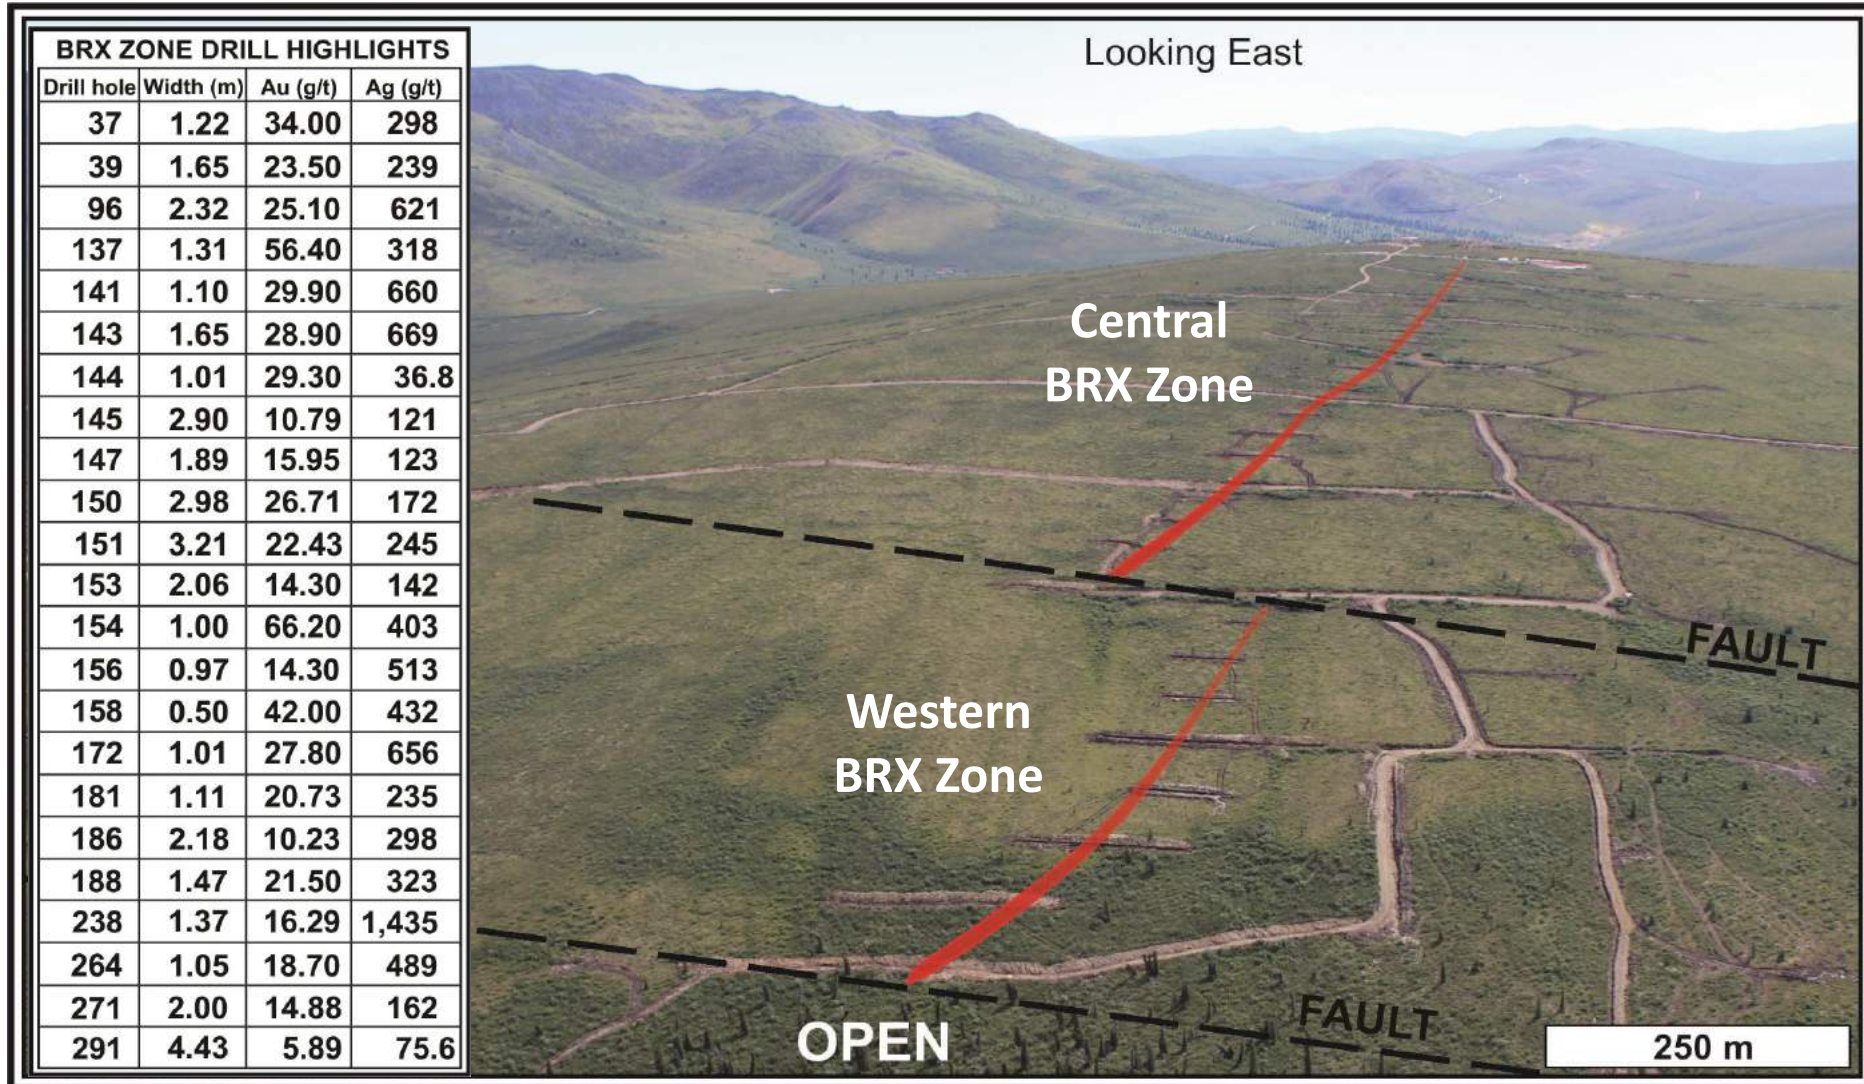 BRX ZONE DRILL HIGHLIGHTS
Drill hole Width (m) Au (g/t) Ag (g/t)
37 1.22 34.00 298
39 1.65 23.50 239
96 2.32 25.10 621
137 1.31 56.40 318
141 1.10 29.90 660
143 1.65 28.90 669
144 1.01 29.30 36.8
145 2.90 10.79 121
147 1.89 15.95 123
150 2.98 26.71 172
151 3.21 22.43 245
153 2.06 14.30 142
154 1.00 66.20 403
156 0.97 14.30 513
158 0.50 42.00 432
172 1.01 27.80 656
181 1.11 20.73 235
186 2.18 10.23 298
188 1.47 21.50 323
238 1.37 16.29 1,435
264 1.05 18.70 489
271 2.00 14.88 162
291 4.43 5.89 75.6
Looking East
Central
BRX Zone
FAULT
Western
BRX Zone
FAULT
OPEN
250 m